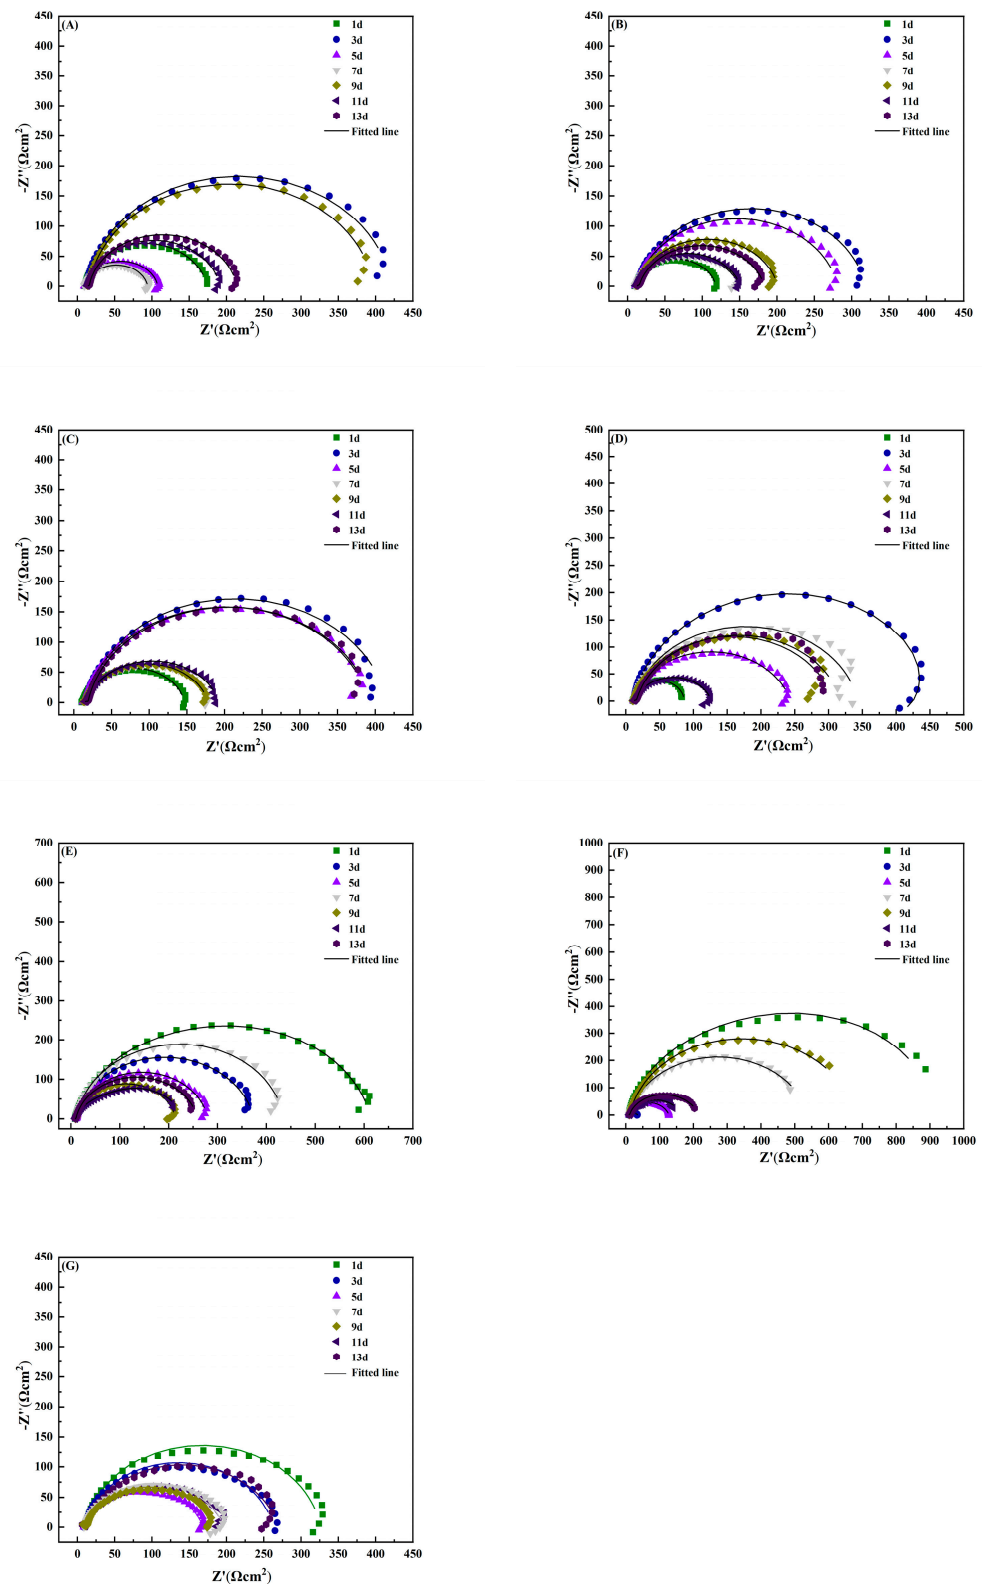 (A)
1d
3d
5d
7d
9d
11d
13d
Fitted line
450
400
350
300
250
200
150
100
50
0
-Z''(Ωcm²)
0 50 100 150 200 250 300 350 400 450
Z'(Ωcm²)
(B)
1d
3d
5d
7d
9d
11d
13d
Fitted line
450
400
350
300
250
200
150
100
50
0
-Z''(Ωcm²)
0 50 100 150 200 250 300 350 400 450
Z'(Ωcm²)
(C)
1d
3d
5d
7d
9d
11d
13d
Fitted line
450
400
350
300
250
200
150
100
50
0
-Z''(Ωcm²)
0 50 100 150 200 250 300 350 400 450
Z'(Ωcm²)
(D)
1d
3d
5d
7d
9d
11d
13d
Fitted line
500
450
400
350
300
250
200
150
100
50
0
-Z''(Ωcm²)
0 50 100 150 200 250 300 350 400 450 500
Z'(Ωcm²)
(E)
1d
3d
5d
7d
9d
11d
13d
Fitted line
700
600
500
400
300
200
100
0
-Z''(Ωcm²)
0 100 200 300 400 500 600 700
Z'(Ωcm²)
(F)
1d
3d
5d
7d
9d
11d
13d
Fitted line
1000
900
800
700
600
500
400
300
200
100
0
-Z''(Ωcm²)
0 100 200 300 400 500 600 700 800 900 1000
Z'(Ωcm²)
(G)
1d
3d
5d
7d
9d
11d
13d
Fitted line
450
400
350
300
250
200
150
100
50
0
-Z''(Ωcm²)
0 50 100 150 200 250 300 350 400 450
Z'(Ωcm²)